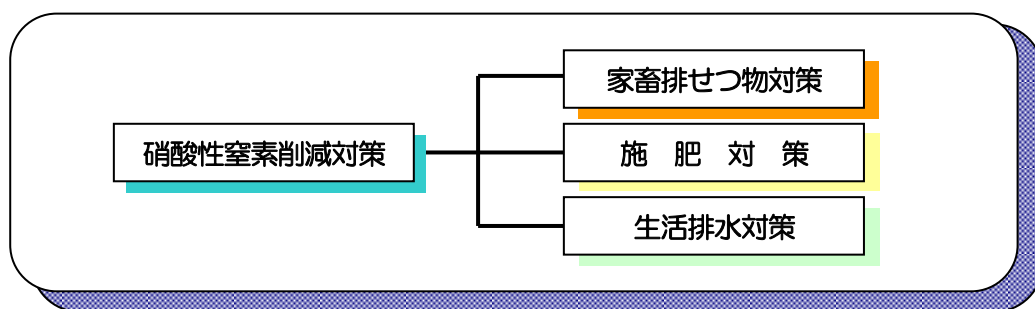 硝酸性窒素削減対策
家畜排せつ物対策
施　肥　対　策
生活排水対策